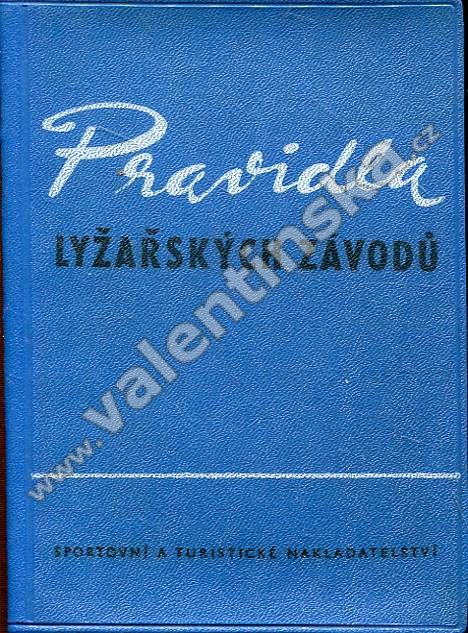 Pravidla
LYŽAŘSKÝCH ZÁVODŮ
SPORTOVNÍ A TURISTICKÉ NAKLADATELSTVÍ
www.valentinska.cz